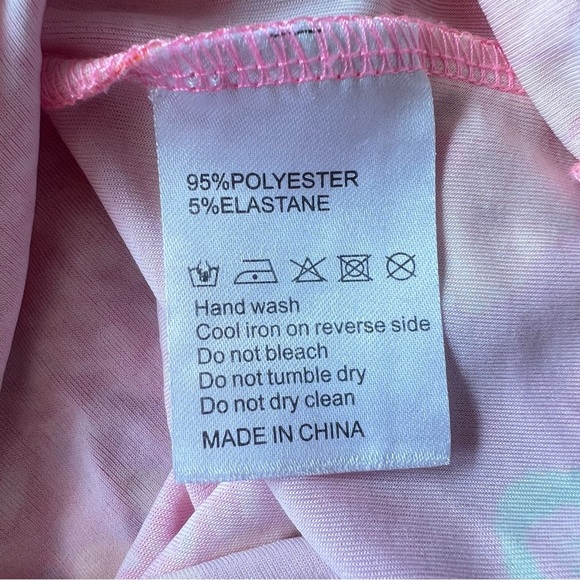 95%POLYESTER
5%ELASTANE
Hand wash
Cool iron on reverse side
Do not bleach
Do not tumble dry
Do not dry clean
MADE IN CHINA